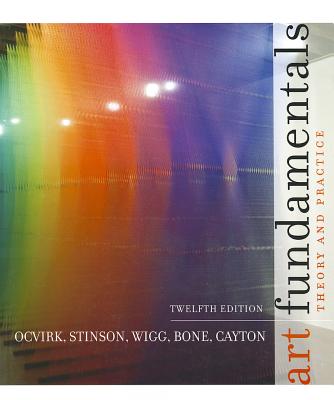 art fundamentals
THEORY AND PRACTICE
TWELFTH EDITION
OCVIRK, STINSON, WIGG, BONE, CAYTON